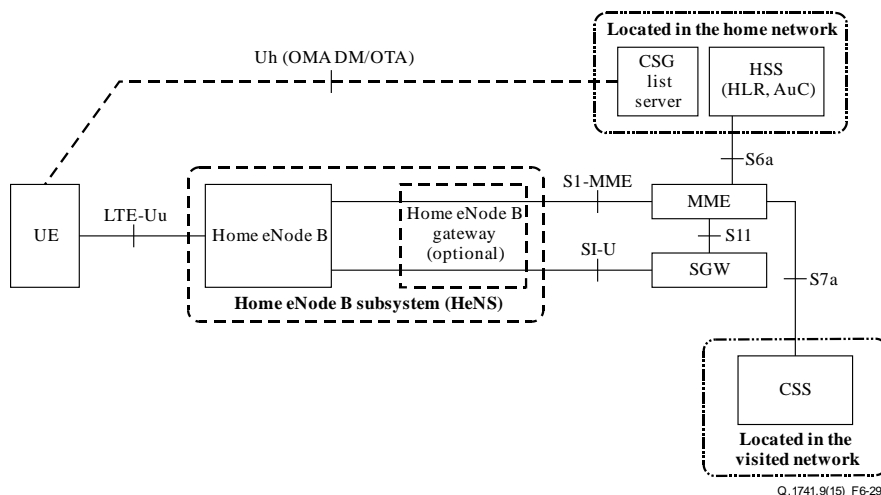 Located in the home network
Uh (OMA DM/OTA)
CSG
list
server
HSS
(HLR, AuC)
S6a
UE
LTE-Uu
Home eNode B
Home eNode B
gateway
(optional)
S1-MME
MME
S11
SI-U
SGW
S7a
Home eNode B subsystem (HeNS)
CSS
Located in the
visited network
Q.1741.9(15)_F6-29